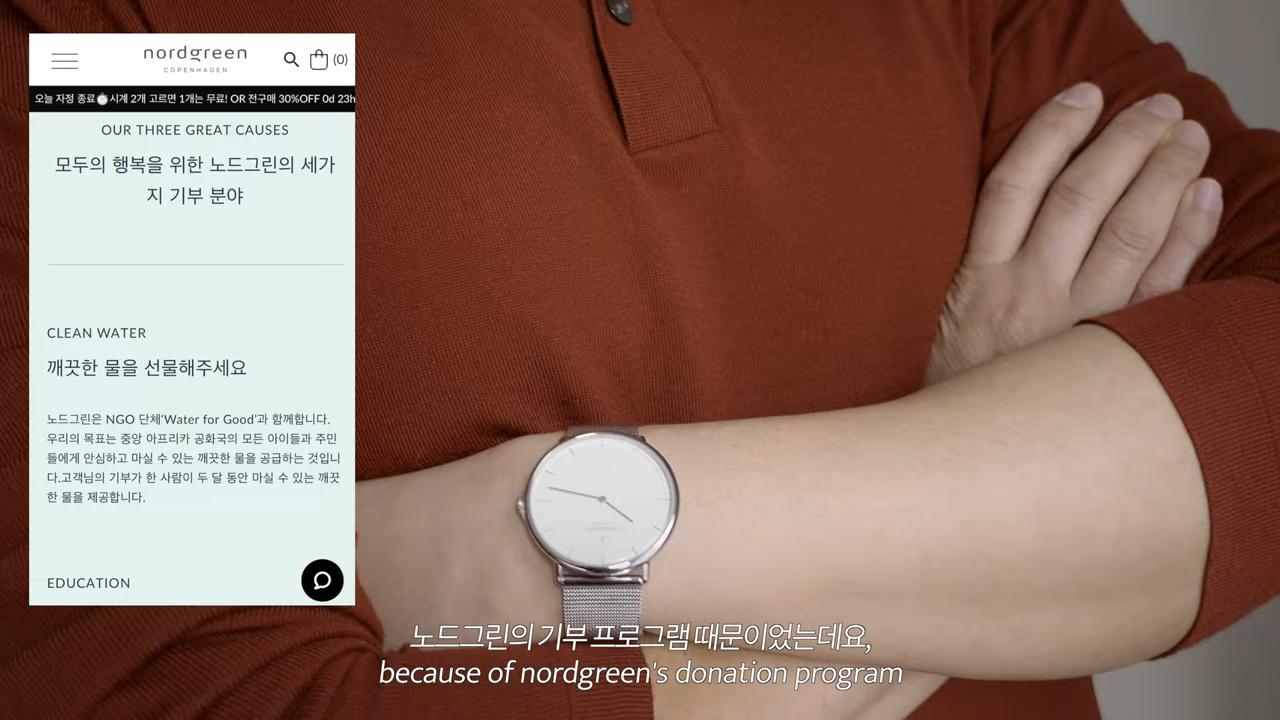 nordgreen
COPENHAGEN
(0)
오늘 자정 종료⏱시계 2개 고르면 1개는 무료! OR 전구매 30%OFF 0d 23h
OUR THREE GREAT CAUSES
모두의 행복을 위한 노드그린의 세가
지 기부 분야
CLEAN WATER
깨끗한 물을 선물해주세요
노드그린은 NGO 단체‘Water for Good’과 함께합니다.
우리의 목표는 중앙 아프리카 공화국의 모든 아이들과 주민
들에게 안심하고 마실 수 있는 깨끗한 물을 공급하는 것입니
다.고객님의 기부가 한 사람이 두 달 동안 마실 수 있는 깨끗
한 물을 제공합니다.
EDUCATION
노드그린의 기부 프로그램 때문이었는데요,
because of nordgreen's donation program